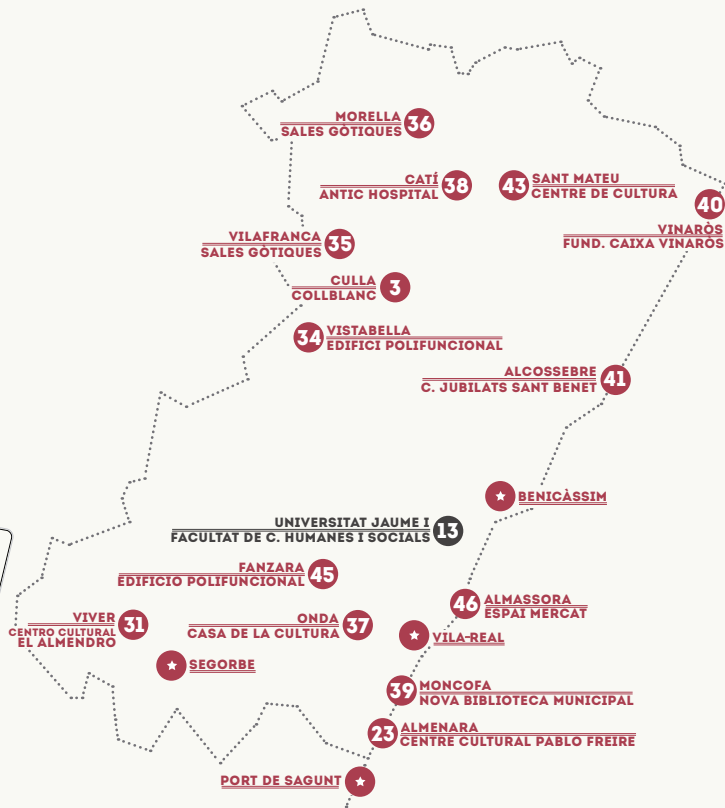 MORELLA
SALES GÒTIQUES
36
CATÍ
ANTIC HOSPITAL
38
43
SANT MATEU
CENTRE DE CULTURA
40
VINARÒS
FUND. CAIXA VINARÒS
VILAFRANCA
SALES GÒTIQUES
35
CULLA
COLLBLANC
3
34
VISTABELLA
EDIFICI POLIFUNCIONAL
ALCOSSEBRE
C. JUBILATS SANT BENET
41
BENICÀSSIM
UNIVERSITAT JAUME I
FACULTAT DE C. HUMANES I SOCIALS
13
FANZARA
EDIFICIO POLIFUNCIONAL
45
46
ALMASSORA
ESPAI MERCAT
VIVER
CENTRO CULTURAL
EL ALMENDRO
31
ONDA
CASA DE LA CULTURA
37
VILA-REAL
SEGORBE
39
MONCOFA
NOVA BIBLIOTECA MUNICIPAL
23
ALMENARA
CENTRE CULTURAL PABLO FREIRE
PORT DE SAGUNT